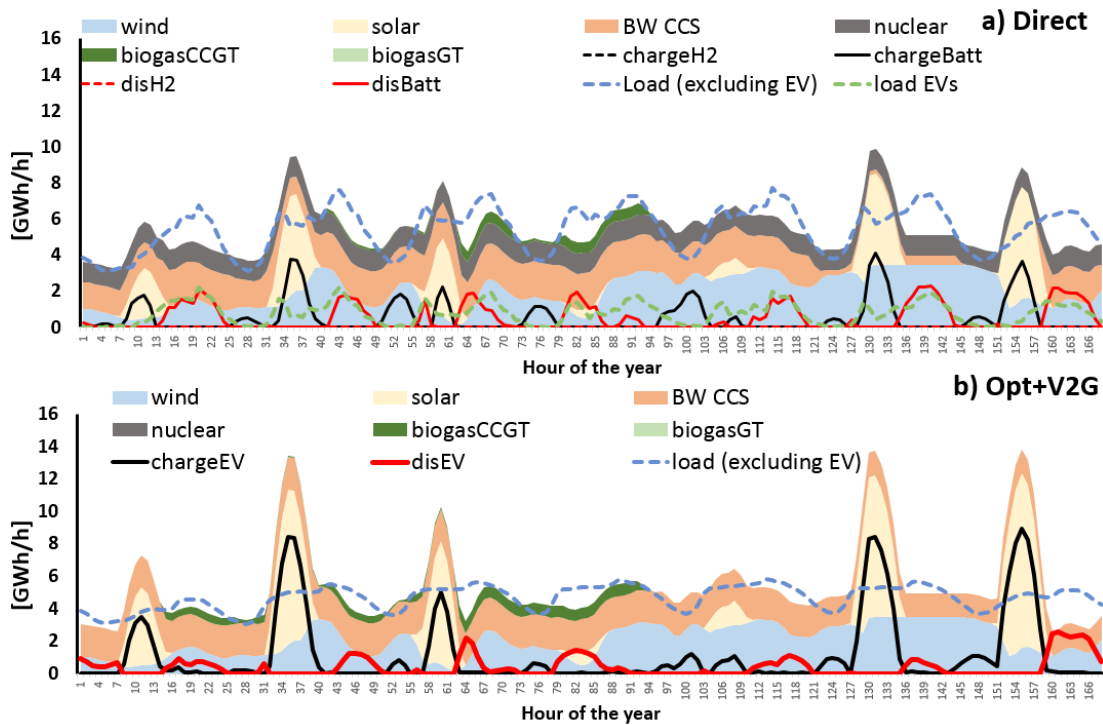 a) Direct
wind solar BW CCS nuclear
biogasCCGT biogasGT chargeH2 chargeBatt
disH2 disBatt Load (excluding EV) load EVs
[GWh/h]
16
14
12
10
8
6
4
2
0
1 4 7 10 13 16 19 22 25 28 31 34 37 40 43 46 49 52 55 58 61 64 67 70 73 76 79 82 85 88 91 94 97 100 103 106 109 112 115 118 121 124 127 130 133 136 139 142 145 148 151 154 157 160 163 166
Hour of the year
b) Opt+V2G
wind solar BW CCS
nuclear biogasCCGT biogasGT
chargeEV disEV load (excluding EV)
[GWh/h]
16
14
12
10
8
6
4
2
0
1 4 7 10 13 16 19 22 25 28 31 34 37 40 43 46 49 52 55 58 61 64 67 70 73 76 79 82 85 88 91 94 97 100 103 106 109 112 115 118 121 124 127 130 133 136 139 142 145 148 151 154 157 160 163 166
Hour of the year